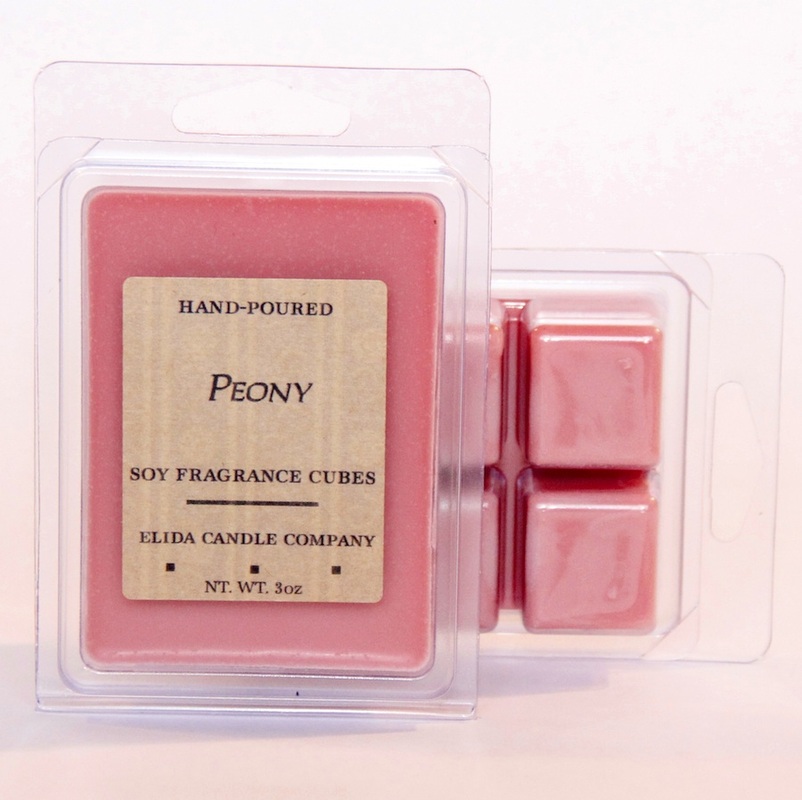 HAND-POURED
PEONY
SOY FRAGRANCE CUBES
ELIDA CANDLE COMPANY
NT. WT. 3oz